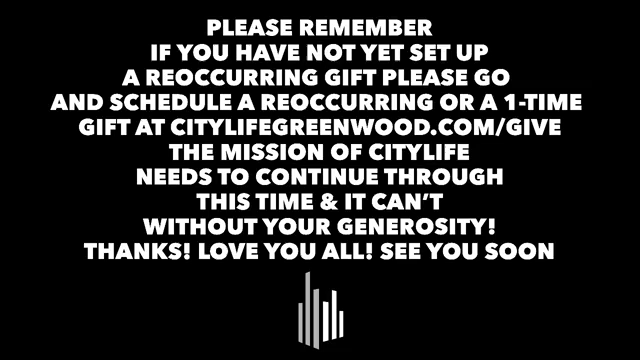 PLEASE REMEMBER
IF YOU HAVE NOT YET SET UP
A REOCCURRING GIFT PLEASE GO
AND SCHEDULE A REOCCURRING OR A 1-TIME
GIFT AT CITYLIFEGREENWOOD.COM/GIVE
THE MISSION OF CITYLIFE
NEEDS TO CONTINUE THROUGH
THIS TIME & IT CAN'T
WITHOUT YOUR GENEROSITY!
THANKS! LOVE YOU ALL! SEE YOU SOON